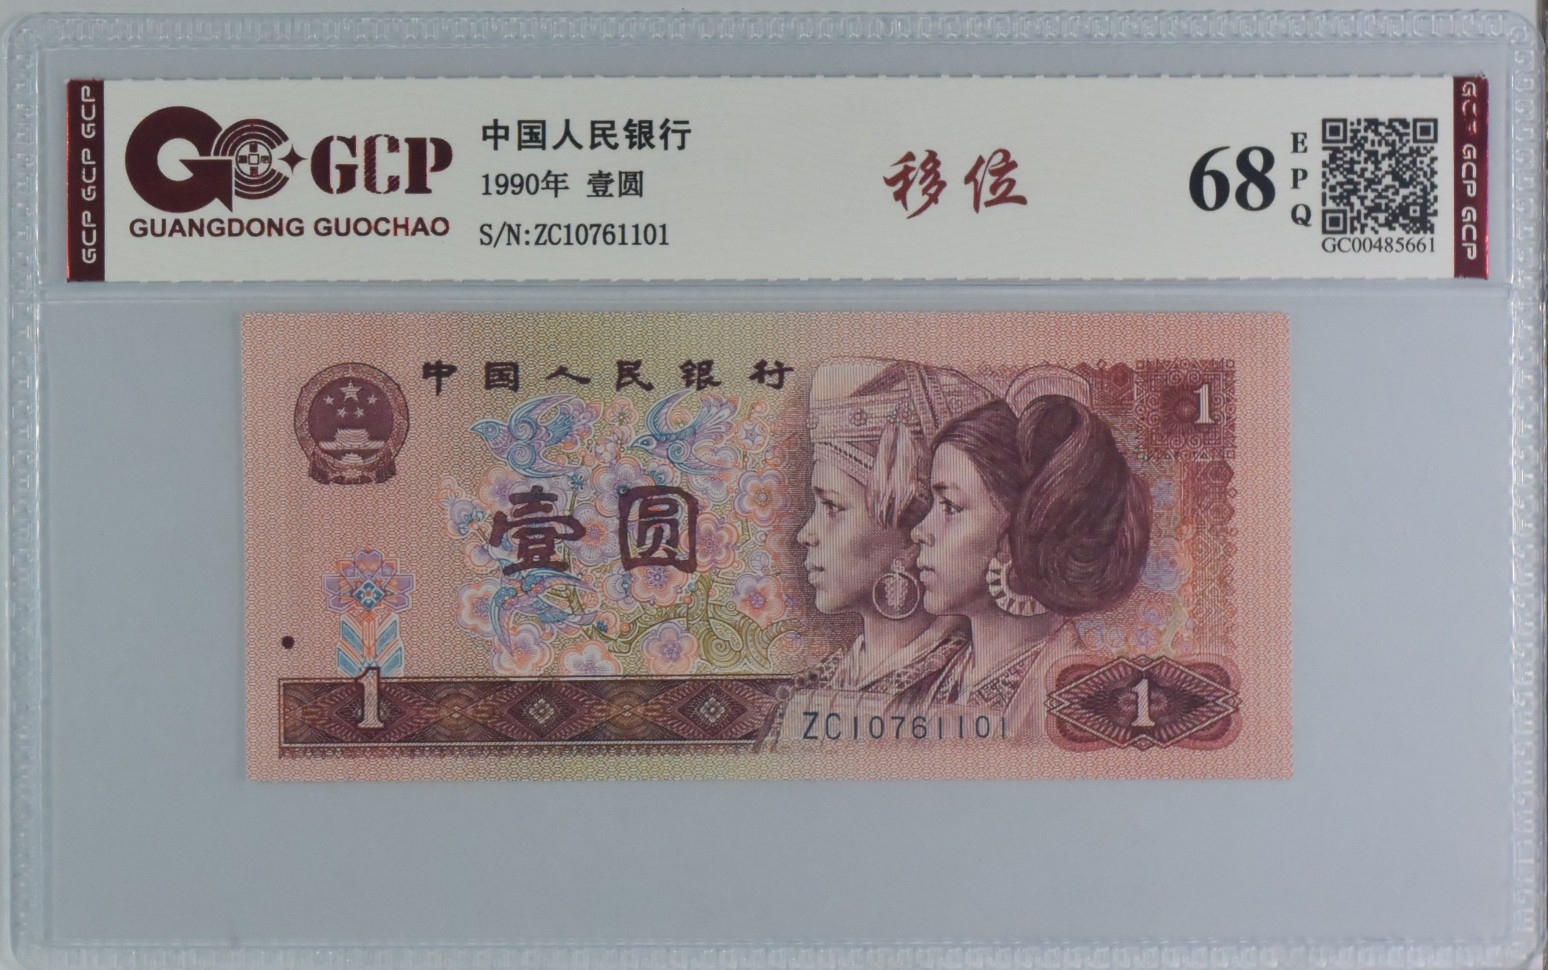 GCP GCP GCP
GCP
GUANGDONG GUOCHAO
中国人民银行
1990年 壹圆
S/N:ZC10761101
移位
68
EPQ
GC00485661
GCP GCP GCP
中国人民银行
1
壹圆
1
ZC10761101
1